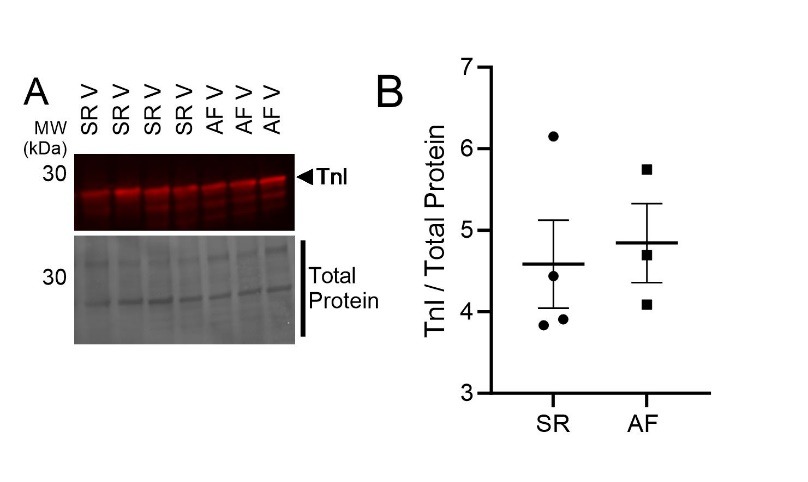 A
SR V
SR V
SR V
SR V
AF V
AF V
AF V
MW
(kDa)
30
TnI
30
Total
Protein
B
TnI / Total Protein
7
6
5
4
3
SR
AF